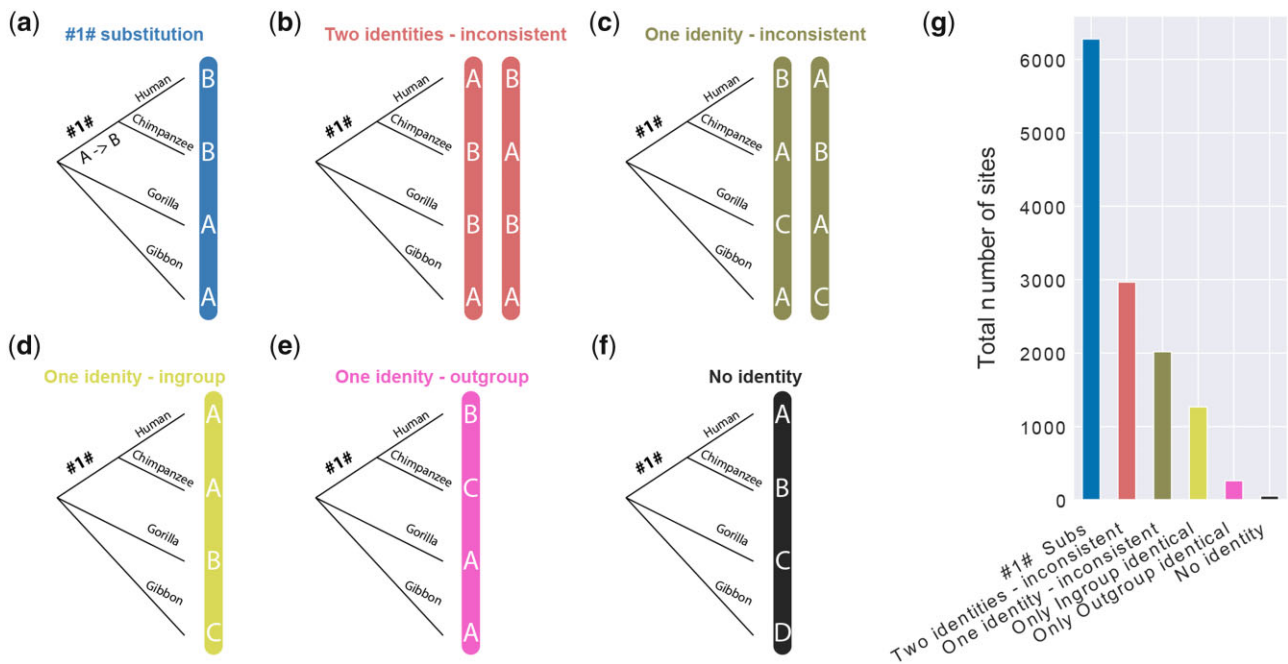 (a)
#1# substitution
Human
#1#
Chimpanzee
A -> B
Gorilla
Gibbon
B
B
A
A
(b)
Two identities - inconsistent
Human
#1#
Chimpanzee
Gorilla
Gibbon
A B
B A
B B
A A
(c)
One idenity - inconsistent
Human
#1#
Chimpanzee
Gorilla
Gibbon
B A
A B
C A
A C
(d)
One idenity - ingroup
Human
#1#
Chimpanzee
Gorilla
Gibbon
A
A
B
C
(e)
One idenity - outgroup
Human
#1#
Chimpanzee
Gorilla
Gibbon
B
C
A
A
(f)
No identity
Human
#1#
Chimpanzee
Gorilla
Gibbon
A
B
C
D
(g)
Total n umber of sites
6000
5000
4000
3000
2000
1000
0
#1# Subs
Two identities - inconsistent
One identity - inconsistent
Only Ingroup identical
Only Outgroup identical
No identity